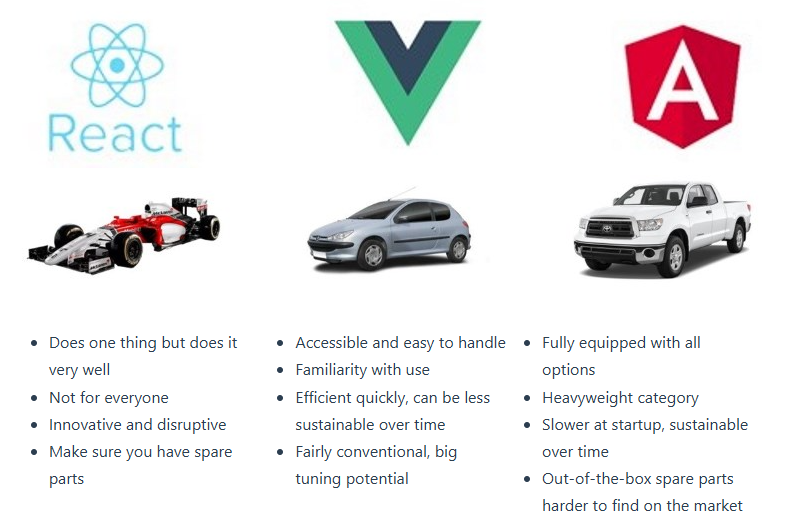 React
A
Does one thing but does it
very well
Not for everyone
Innovative and disruptive
Make sure you have spare
parts
Accessible and easy to handle
Familiarity with use
Efficient quickly, can be less
sustainable over time
Fairly conventional, big
tuning potential
Fully equipped with all
options
Heavyweight category
Slower at startup, sustainable
over time
Out-of-the-box spare parts
harder to find on the market